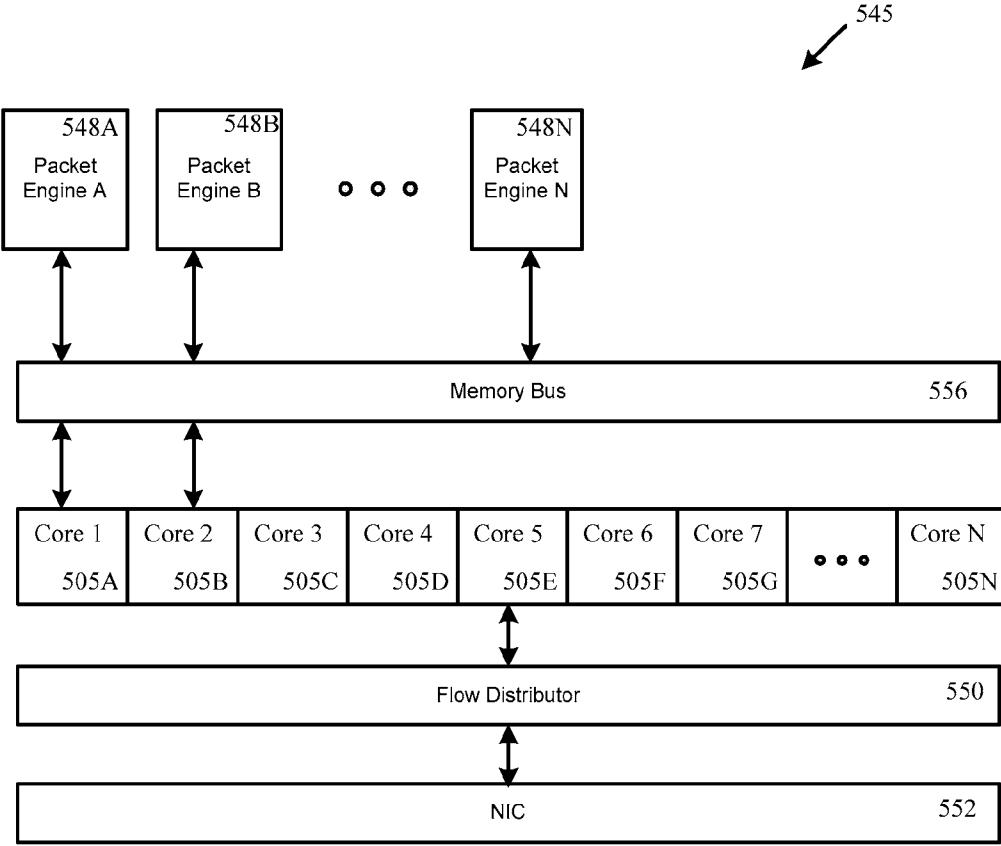 545
548A
Packet
Engine A
548B
Packet
Engine B
548N
Packet
Engine N
Memory Bus 556
Core 1
505A
Core 2
505B
Core 3
505C
Core 4
505D
Core 5
505E
Core 6
505F
Core 7
505G
Core N
505N
Flow Distributor 550
NIC 552